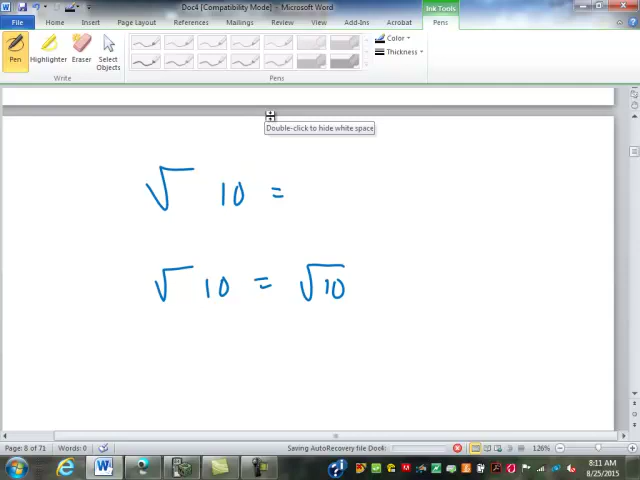 Doc4 [Compatibility Mode] - Microsoft Word
Ink Tools
File Home Insert Page Layout References Mailings Review View Add-Ins Acrobat Pens
Pen Highlighter Eraser Select Objects
Color
Thickness
Write Pens
Double-click to hide white space
√ 10 =
√ 10 = √10
Page: 8 of 71 Words: 0 Saving AutoRecovery file Doc4: 126%
8:11 AM
8/25/2015